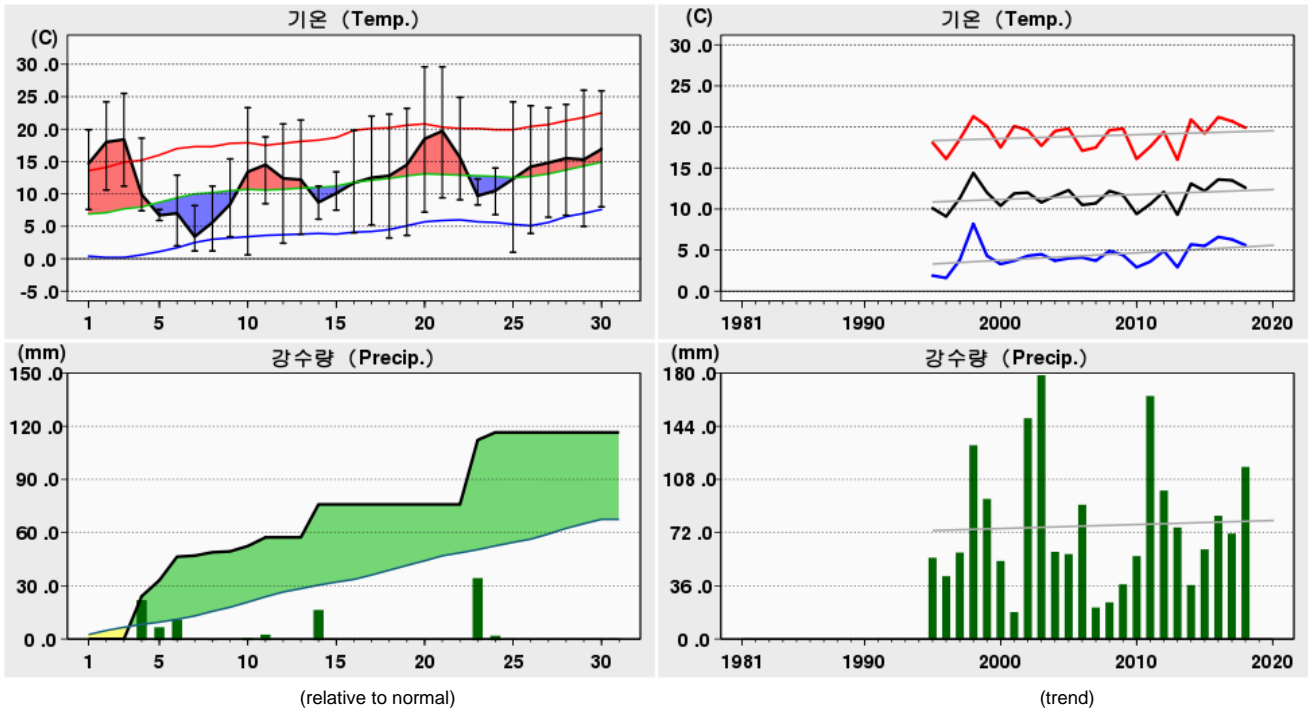 기온 (Temp.)
(C)
30 .0
25 .0
20 .0
15 .0
10 .0
5 .0
0 .0
-5 .0
1 5 10 15 20 25 30
기온 (Temp.)
(C)
30 .0
25 .0
20 .0
15 .0
10 .0
5 .0
0 .0
1981 1990 2000 2010 2020
강수량 (Precip.)
(mm)
150 .0
120 .0
90 .0
60 .0
30 .0
0 .0
1 5 10 15 20 25 30
(relative to normal)
강수량 (Precip.)
(mm)
180 .0
144 .0
108 .0
72 .0
36 .0
0 .0
1981 1990 2000 2010 2020
(trend)